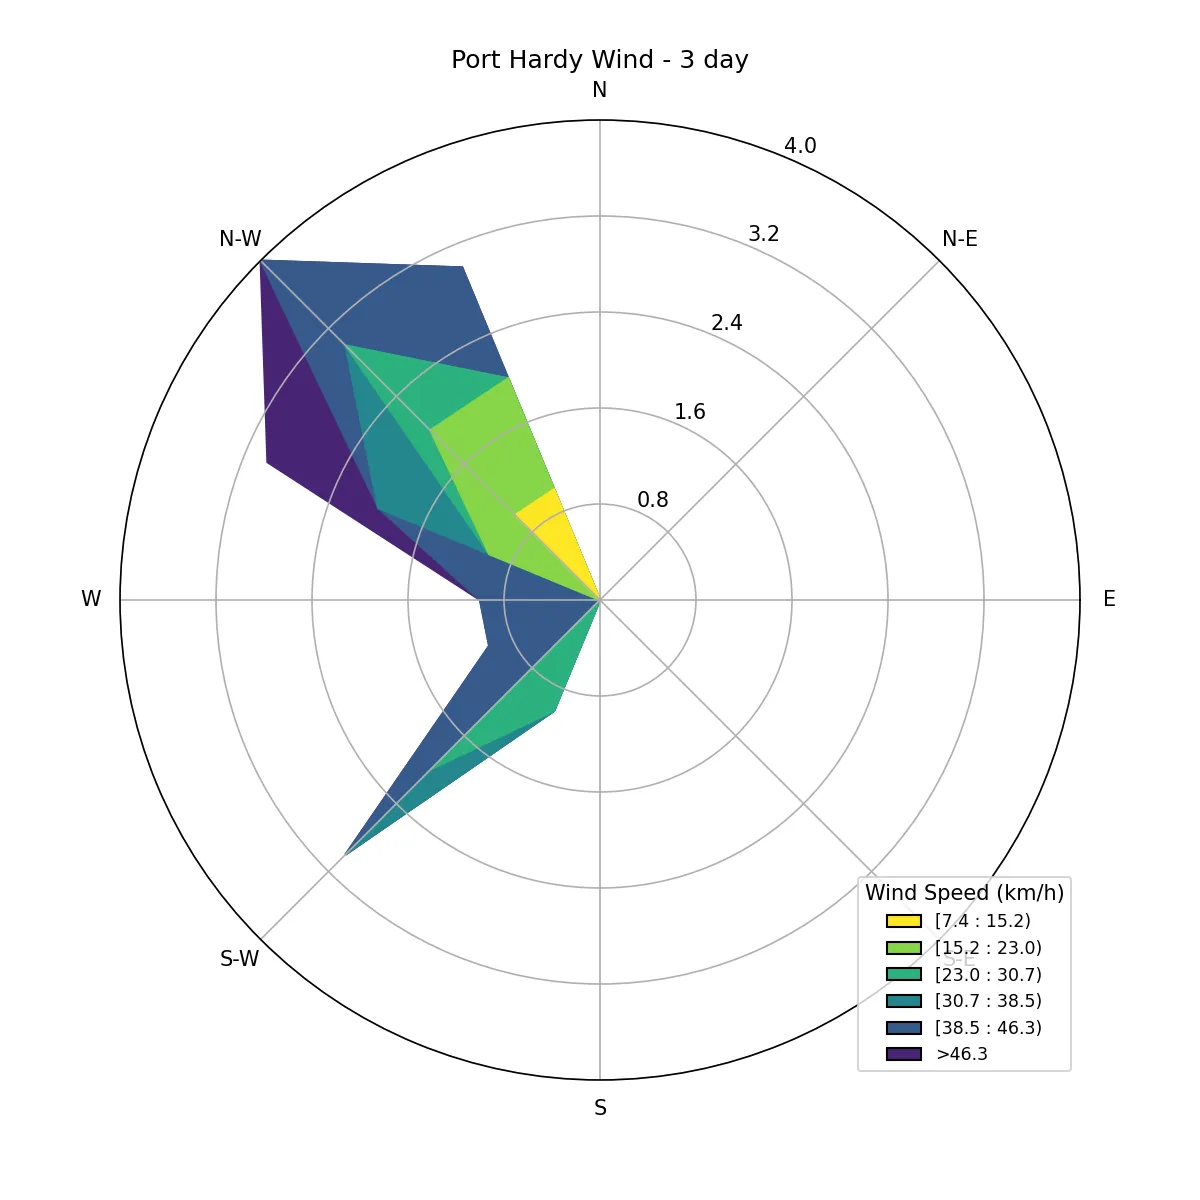 Port Hardy Wind - 3 day
N
4.0
N-W
3.2
N-E
2.4
1.6
0.8
W
E
Wind Speed (km/h)
[7.4 : 15.2)
[15.2 : 23.0)
S-W
S-E
[23.0 : 30.7)
[30.7 : 38.5)
[38.5 : 46.3)
>46.3
S